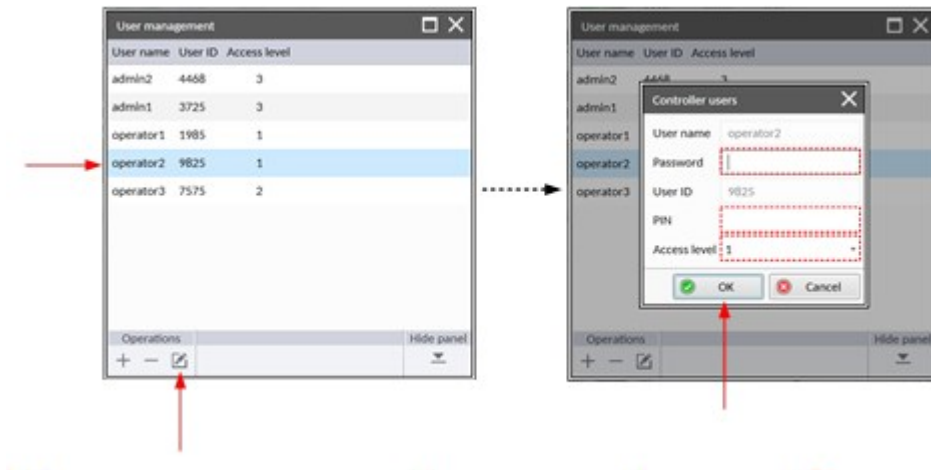 User management
User name User ID Access level
admin2 4468 3
admin1 3725 3
operator1 1985 1
operator2 9825 1
operator3 7575 2
Operations Hide panel
User management
User name User ID Access level
admin2 4468 3
admin1
operator1
operator2
operator3
Controller users
User name operator2
Password
User ID 9825
PIN
Access level 1
OK Cancel
Operations Hide panel